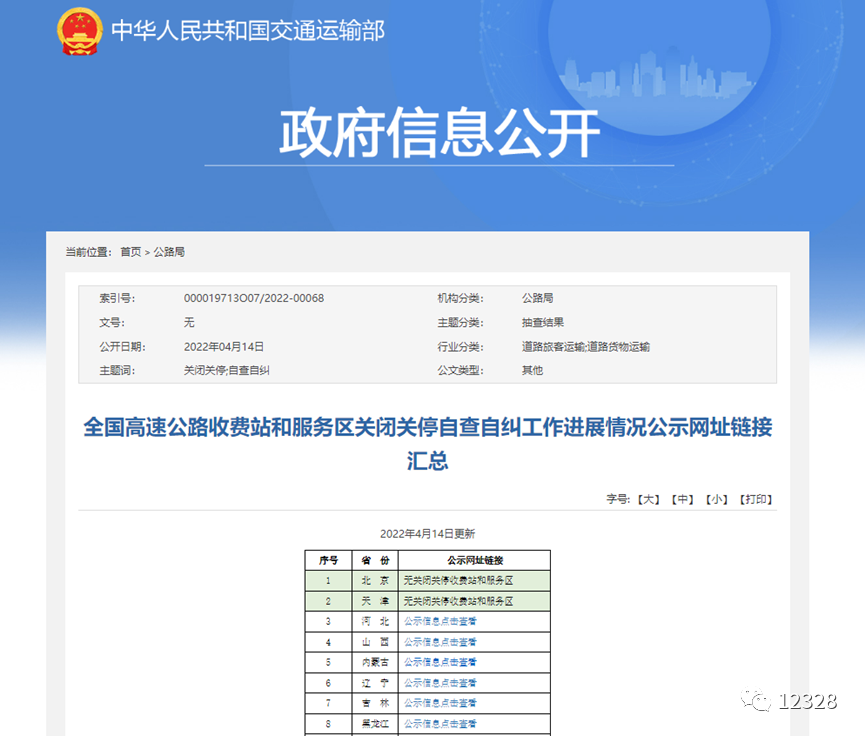 中华人民共和国交通运输部
政府信息公开
当前位置： 首页 > 公路局
索引号： 000019713O07/2022-00068 机构分类： 公路局
文号： 无 主题分类： 抽查结果
公开日期： 2022年04月14日 行业分类： 道路旅客运输;道路货物运输
主题词： 关闭关停;自查自纠 公文类型： 其他
全国高速公路收费站和服务区关闭关停自查自纠工作进展情况公示网址链接
汇总
字号:【大】 【中】 【小】 【打印】
2022年4月14日更新
序号 省 份 公示网址链接
1 北 京 无关闭关停收费站和服务区
2 天 津 无关闭关停收费站和服务区
3 河 北 公示信息点击查看
4 山 西 公示信息点击查看
5 内蒙古 公示信息点击查看
6 辽 宁 公示信息点击查看
7 吉 林 公示信息点击查看
8 黑龙江 公示信息点击查看
12328